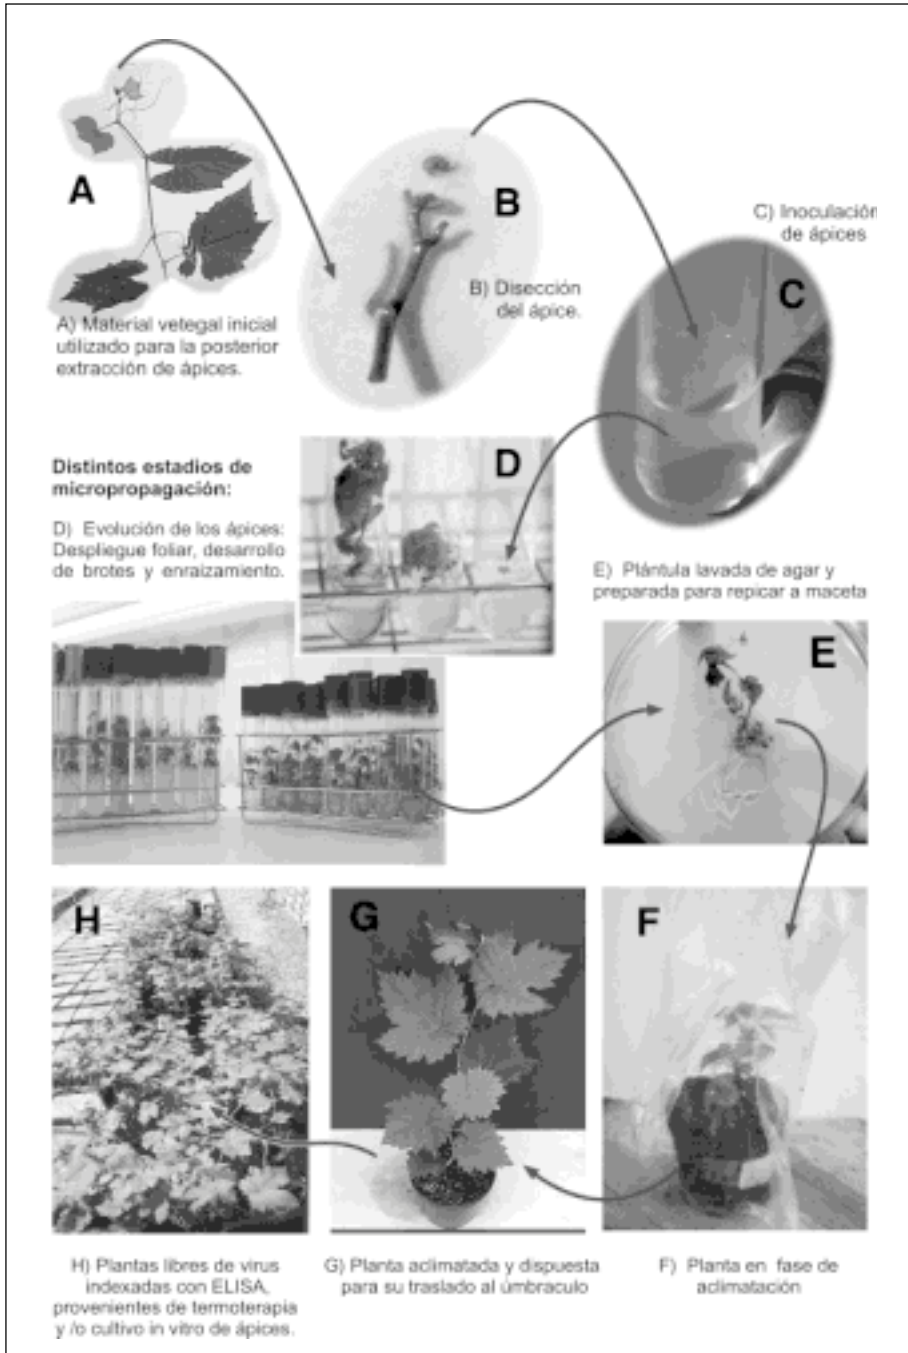 A
A) Material vetegal inicial
utilizado para la posterior
extracción de ápices.
B
B) Disección
del ápice.
C) Inoculación
de ápices
C
Distintos estadios de
micropropagación:
D) Evolución de los ápices:
Despliegue foliar, desarrollo
de brotes y enraizamiento.
D
E) Plántula lavada de agar y
preparada para repicar a maceta
E
H
G
F
H) Plantas libres de virus
indexadas con ELISA,
provenientes de termoterapia
y /o cultivo in vitro de ápices.
G) Planta aclimatada y dispuesta
para su traslado al úmbraculo
F) Planta en fase de
aclimatación